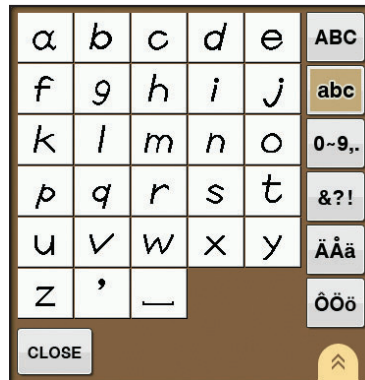 a b c d e ABC
f g h i j abc
k l m n o 0~9,.
p q r s t &?!
u v w x y ÄÅä
z ’ ÔÖö
CLOSE